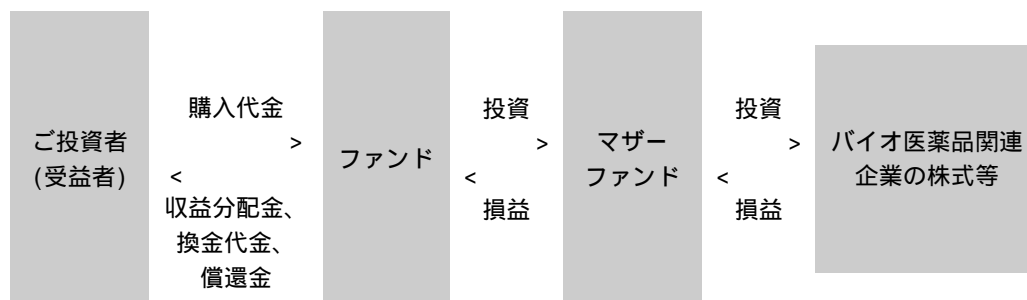 ご投資者
(受益者)
購入代金
>
<
収益分配金、
換金代金、
償還金
ファンド
投資
>
<
損益
マザー
ファンド
投資
>
<
損益
バイオ医薬品関連
企業の株式等